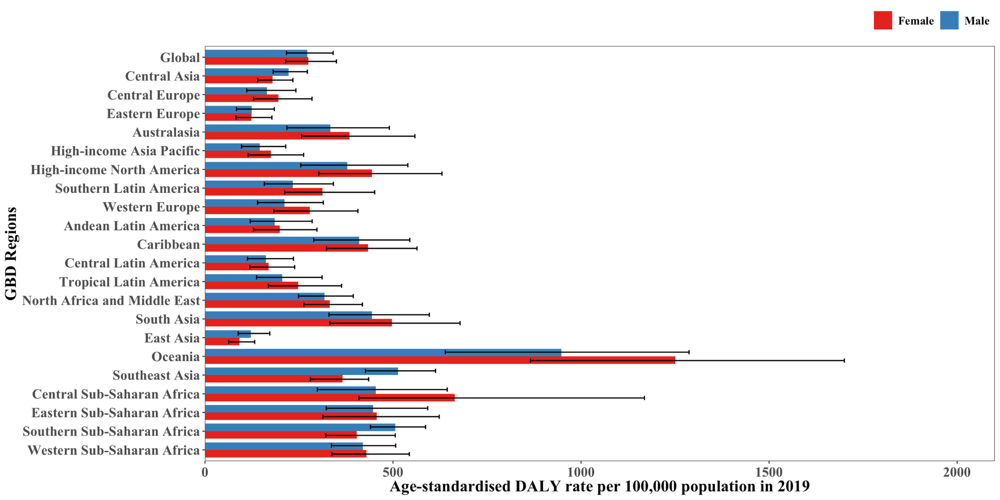 Female Male
Global
Central Asia
Central Europe
Eastern Europe
Australasia
High-income Asia Pacific
High-income North America
Southern Latin America
Western Europe
Andean Latin America
Caribbean
Central Latin America
Tropical Latin America
North Africa and Middle East
South Asia
East Asia
Oceania
Southeast Asia
Central Sub-Saharan Africa
Eastern Sub-Saharan Africa
Southern Sub-Saharan Africa
Western Sub-Saharan Africa
GBD Regions
0 500 1000 1500 2000
Age-standardised DALY rate per 100,000 population in 2019